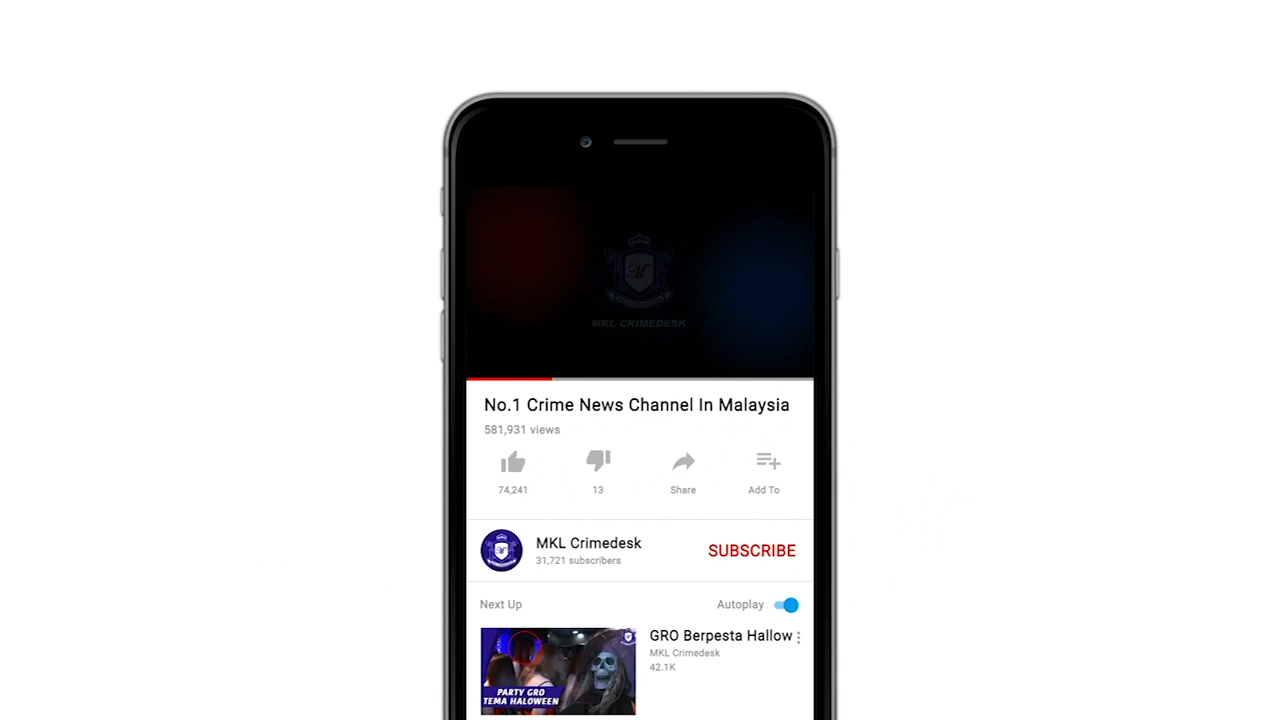 M
MKL CRIMEDESK
No.1 Crime News Channel In Malaysia
581,931 views
74,241
13
Share
Add To
MKL Crimedesk
31,721 subscribers
SUBSCRIBE
Next Up
Autoplay
GRO Berpesta Hallow
MKL Crimedesk
42.1K
PARTY GRO
TEMA HALOWEEN